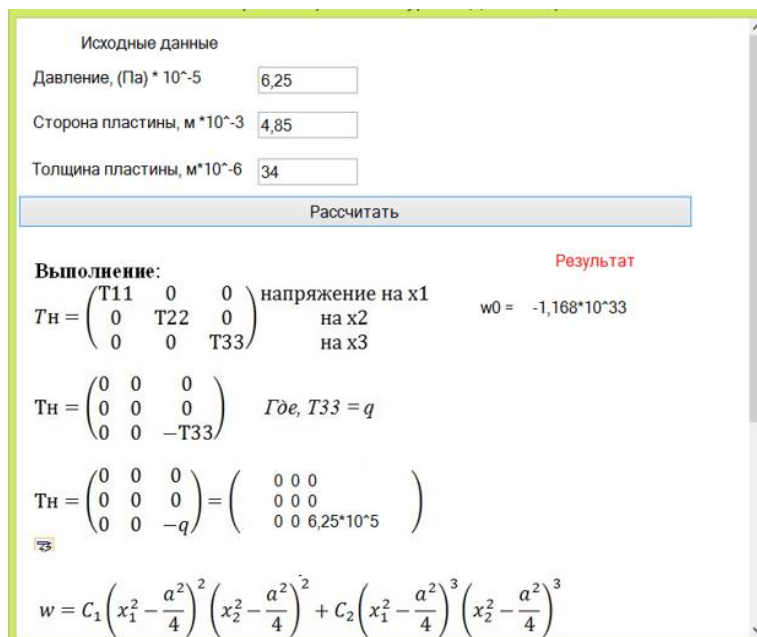 Исходные данные
Давление, (Па) * 10^-5 6,25
Сторона пластины, м *10^-3 4,85
Толщина пластины, м*10^-6 34
Рассчитать
Результат
Выполнение:
Tн = (T11 0 0) напряжение на x1
(0 T22 0) на x2
(0 0 T33) на x3
w0 = -1,168*10^33
Тн = (0 0 0)
(0 0 0) Где, T33 = q
(0 0 −T33)
Тн = (0 0 0) = (0 0 0)
(0 0 0) (0 0 0)
(0 0 −q) (0 0 6,25*10^5)
w = C₁(x₁² − a²/4)²(x₂² − a²/4)² + C₂(x₁² − a²/4)³(x₂² − a²/4)³